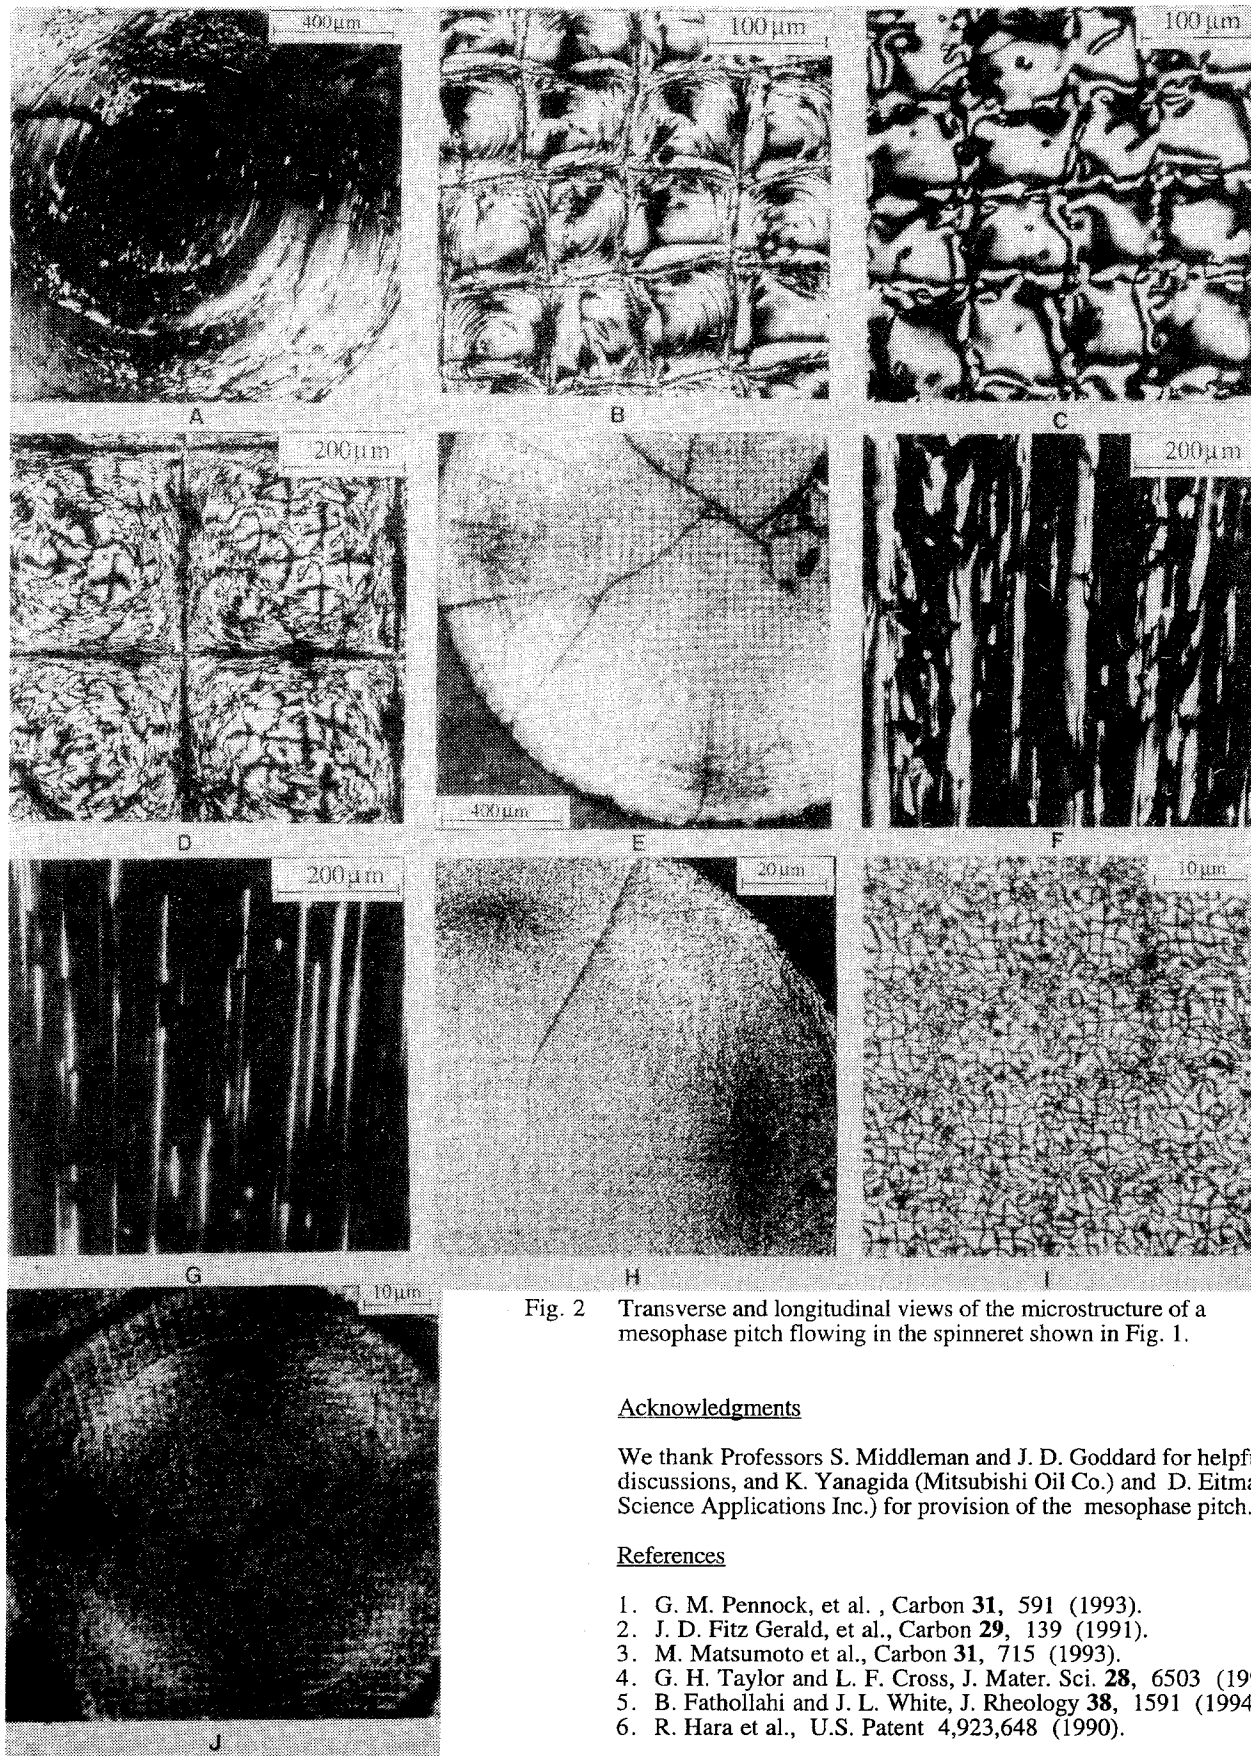 400μm
100μm
100μm
A
B
C
200μm
200μm
400μm
D
E
F
200μm
20μm
10μm
G
H
I
10μm
Fig. 2 Transverse and longitudinal views of the microstructure of a
mesophase pitch flowing in the spinneret shown in Fig. 1.
Acknowledgments
We thank Professors S. Middleman and J. D. Goddard for helpf
discussions, and K. Yanagida (Mitsubishi Oil Co.) and D. Eitma
Science Applications Inc.) for provision of the mesophase pitch.
References
1. G. M. Pennock, et al. , Carbon 31, 591 (1993).
2. J. D. Fitz Gerald, et al., Carbon 29, 139 (1991).
3. M. Matsumoto et al., Carbon 31, 715 (1993).
4. G. H. Taylor and L. F. Cross, J. Mater. Sci. 28, 6503 (19
5. B. Fathollahi and J. L. White, J. Rheology 38, 1591 (1994
6. R. Hara et al., U.S. Patent 4,923,648 (1990).
J